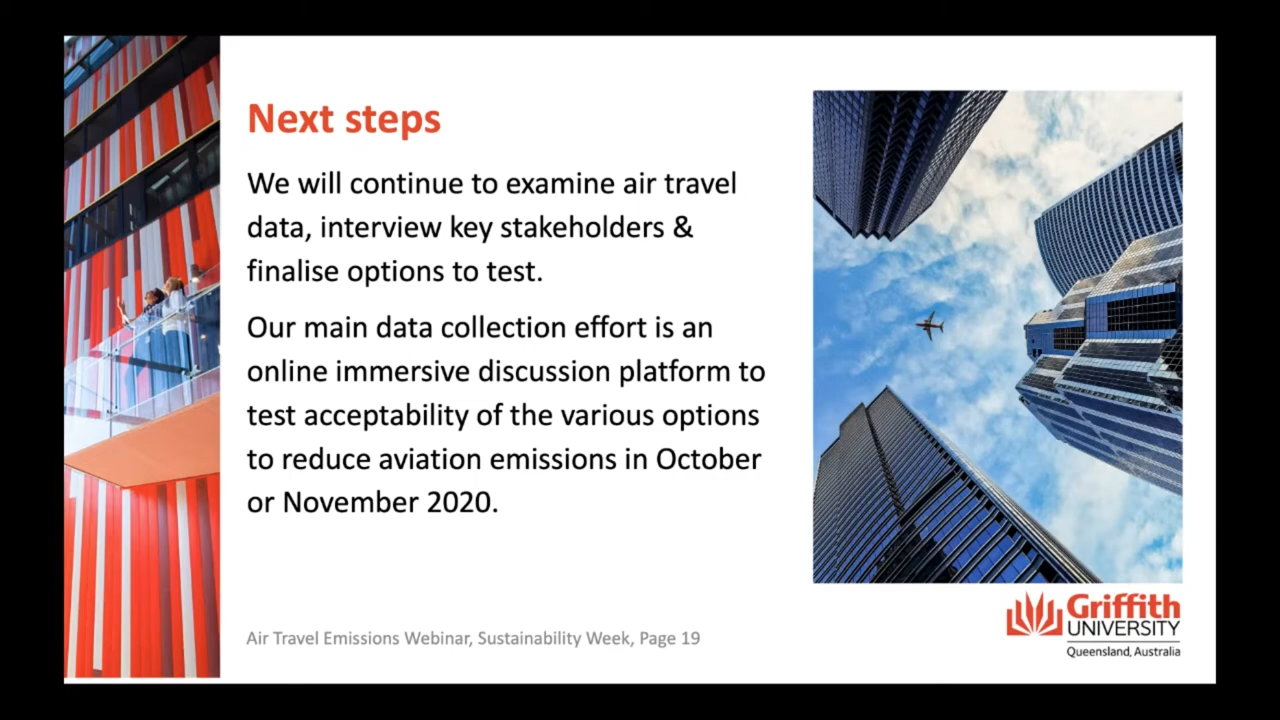 Next steps
We will continue to examine air travel
data, interview key stakeholders &
finalise options to test.
Our main data collection effort is an
online immersive discussion platform to
test acceptability of the various options
to reduce aviation emissions in October
or November 2020.
Air Travel Emissions Webinar, Sustainability Week, Page 19
Griffith
UNIVERSITY
Queensland, Australia